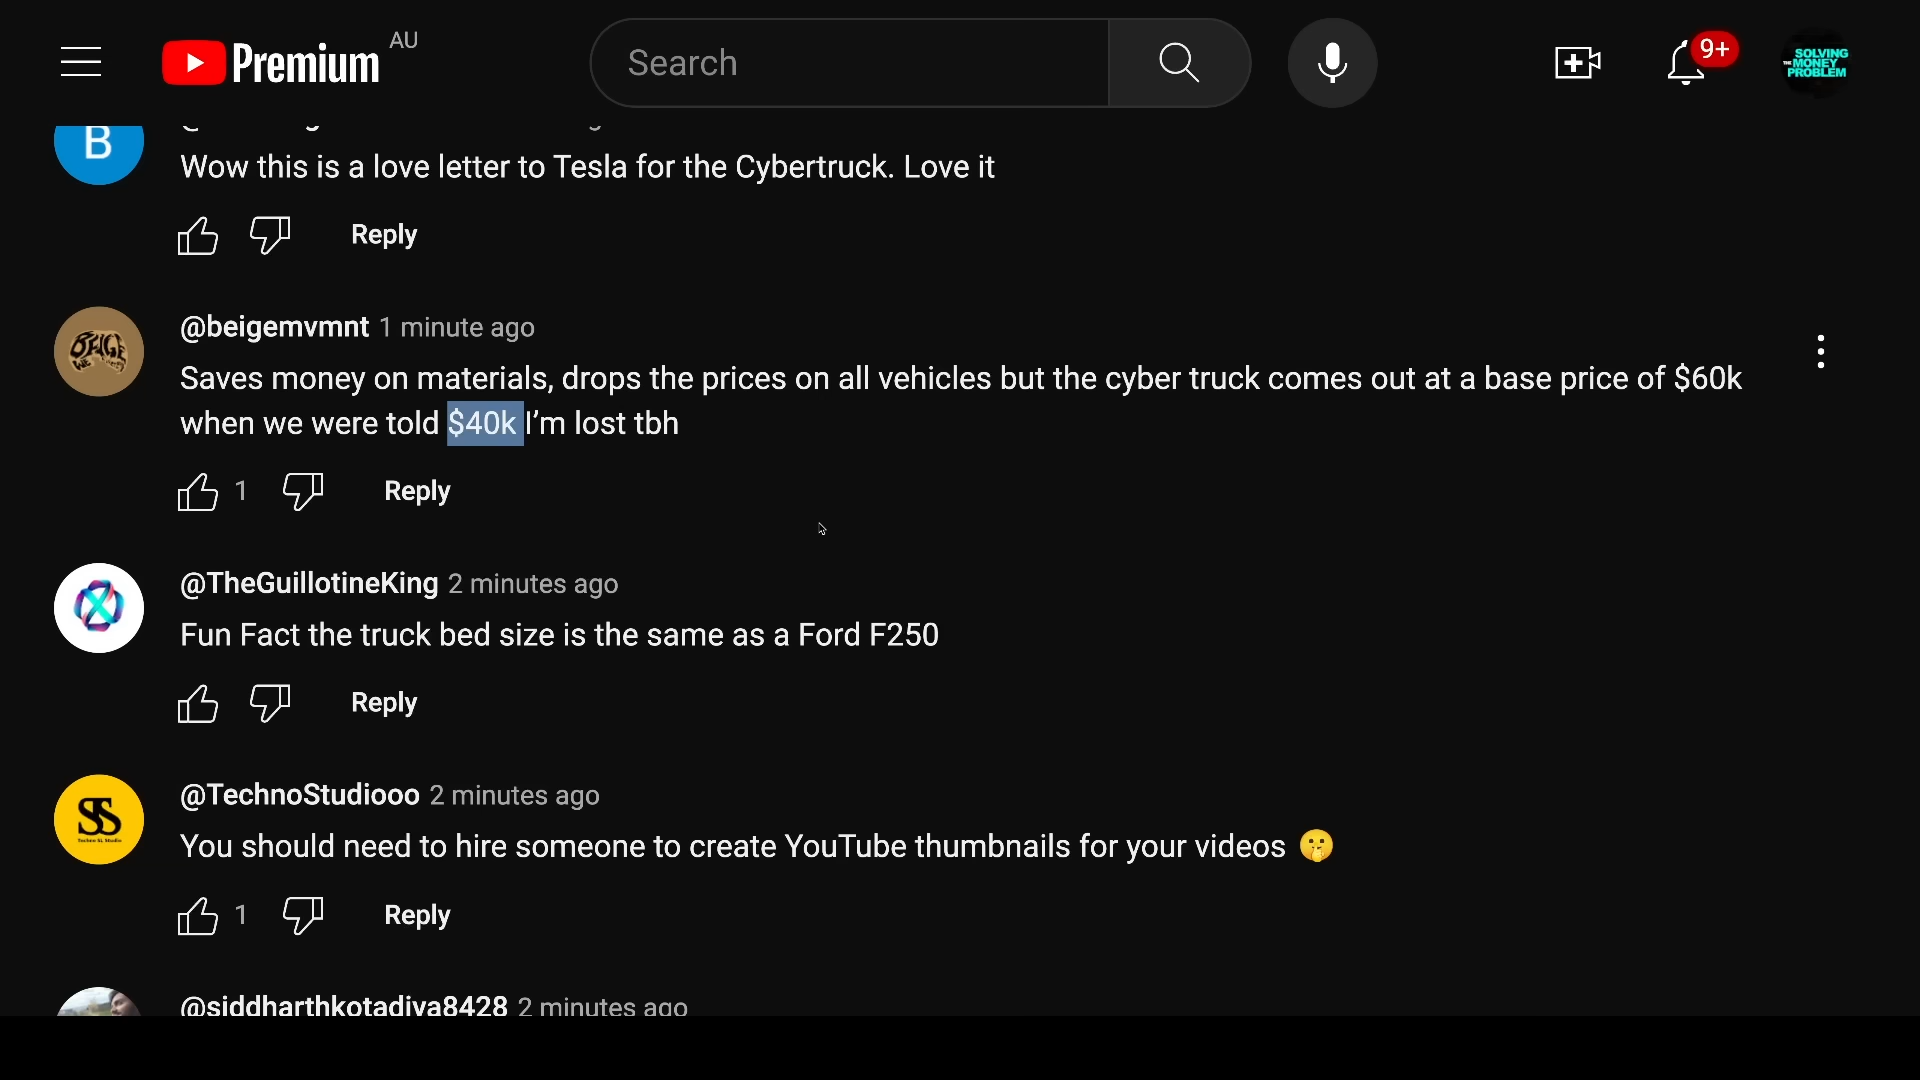 Premium AU
Search
9+
SOLVING
THE MONEY
PROBLEM
B
Wow this is a love letter to Tesla for the Cybertruck. Love it
Reply
@beigemvmnt 1 minute ago
Saves money on materials, drops the prices on all vehicles but the cyber truck comes out at a base price of $60k
when we were told $40k I’m lost tbh
1 Reply
@TheGuillotineKing 2 minutes ago
Fun Fact the truck bed size is the same as a Ford F250
Reply
SS
@TechnoStudiooo 2 minutes ago
You should need to hire someone to create YouTube thumbnails for your videos 🤫
1 Reply
@siddharthkotadiya8428 2 minutes ago